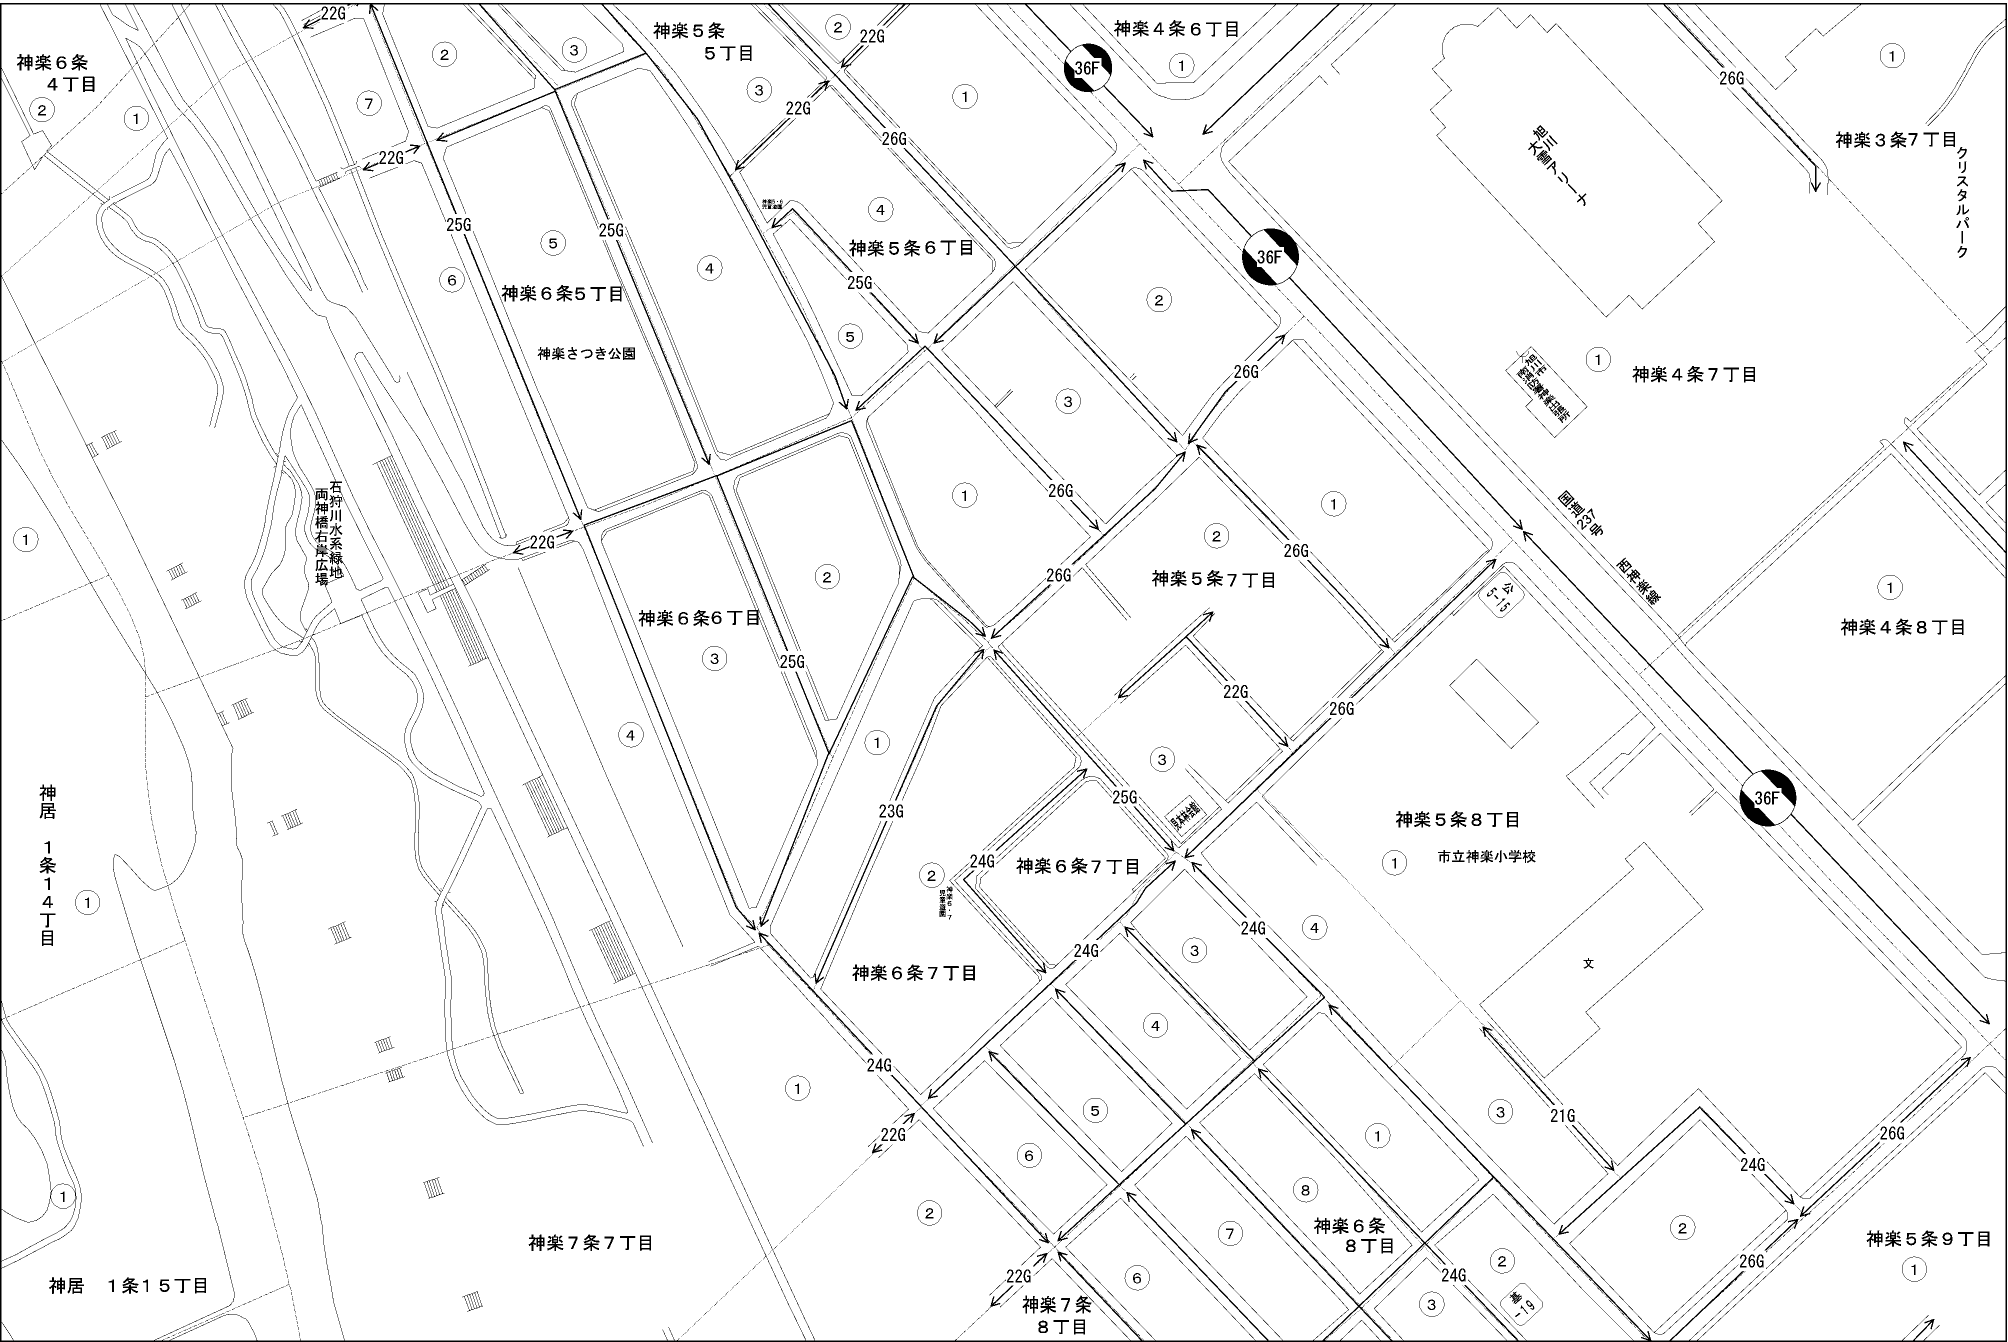 22G
神楽５条
５丁目
②
22G
神楽４条６丁目
①
36F
26G
①
神楽６条
４丁目
②
①
⑦
②
③
③
22G
①
26G
22G
神楽３条７丁目
クリスタルパーク
旭川
大雪アリーナ
25G
25G
⑤
④
⑥
神楽６条５丁目
神楽さつき公園
④
神楽５条６丁目
25G
⑤
②
36F
26G
③
①
神楽４条７丁目
石狩川水系緑地
両神橋右岸広場
①
22G
①
26G
26G
②
神楽５条７丁目
①
26G
国道237号
西神楽線
公
5-15
①
神楽４条８丁目
②
神楽６条６丁目
③
25G
④
①
23G
22G
26G
③
25G
36F
神居　１条１４丁目
①
24G
②
神楽６条７丁目
神楽５条８丁目
市立神楽小学校
①
文
24G
③
④
神楽６条７丁目
24G
④
24G
①
⑤
22G
⑥
①
21G
③
24G
26G
①
神居　１条１５丁目
神楽７条７丁目
②
⑧
⑦
神楽６条
８丁目
②
24G
③
基
-19
②
26G
神楽５条９丁目
①
22G
神楽７条
８丁目
⑥